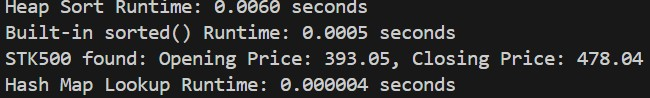 Heap Sort Runtime: 0.0060 seconds
Built-in sorted() Runtime: 0.0005 seconds
STK500 found: Opening Price: 393.05, Closing Price: 478.04
Hash Map Lookup Runtime: 0.000004 seconds